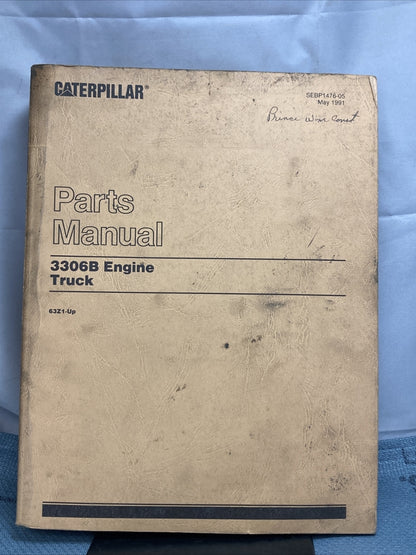 CATERPILLAR®
SEBP1476-05
May 1991
Prince Wm Const
Parts
Manual
3306B Engine
Truck
63Z1-Up